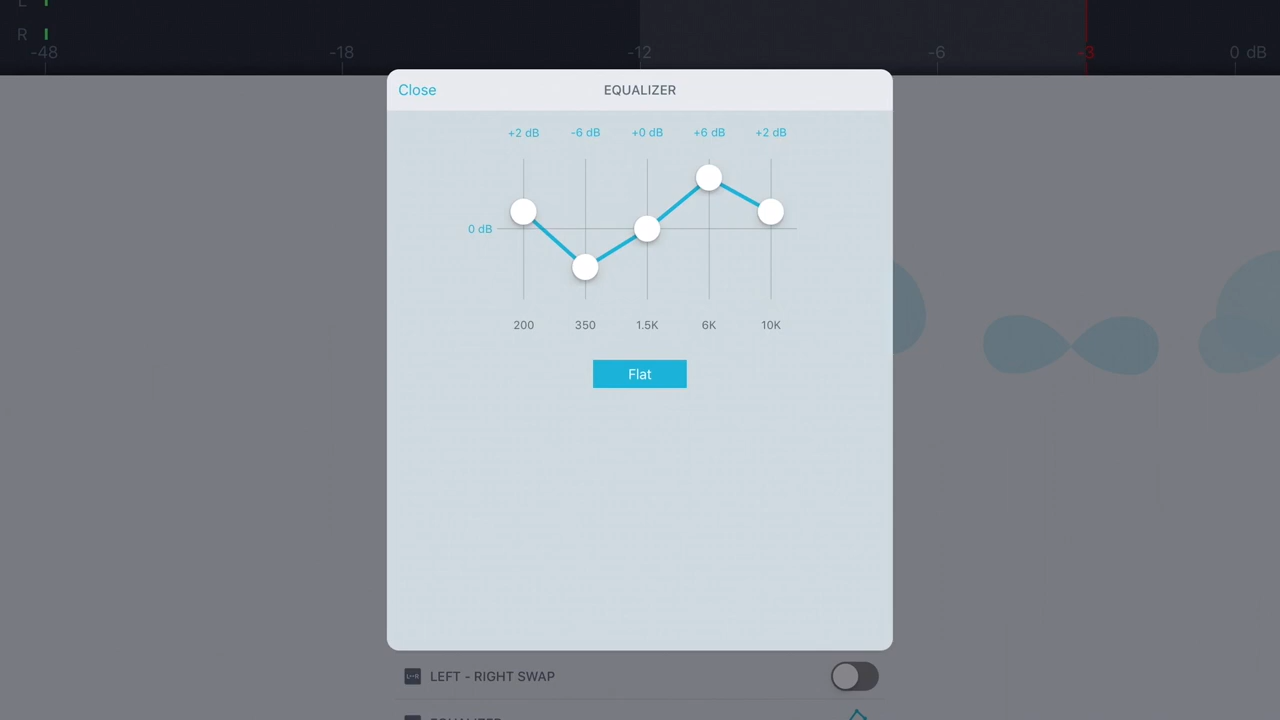 L
R
-48 -18 -12 -6 -3 0 dB
Close EQUALIZER
+2 dB -6 dB +0 dB +6 dB +2 dB
0 dB
200 350 1.5K 6K 10K
Flat
LEFT - RIGHT SWAP
EQUALIZER